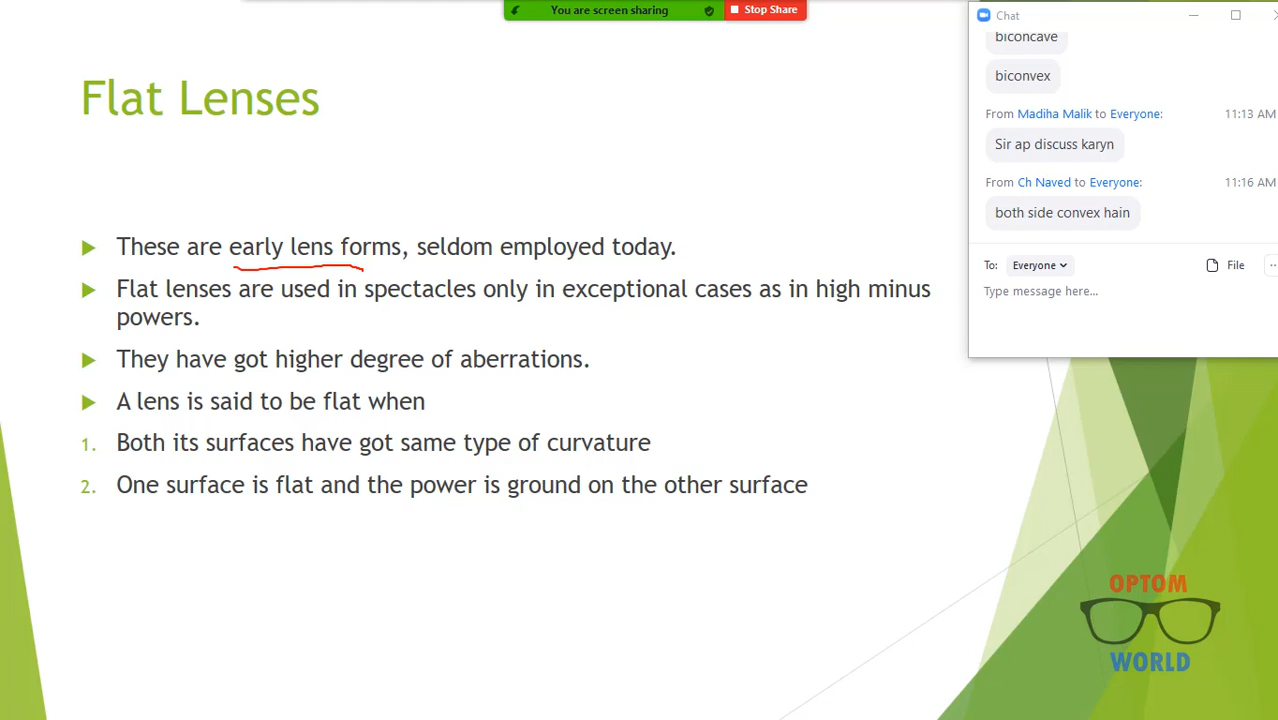 You are screen sharing
Stop Share
Chat
biconcave
biconvex
From Madiha Malik to Everyone:
11:13 AM
Sir ap discuss karyn
From Ch Naved to Everyone:
11:16 AM
both side convex hain
To: Everyone
File
Type message here...
Flat Lenses
These are early lens forms, seldom employed today.
Flat lenses are used in spectacles only in exceptional cases as in high minus
powers.
They have got higher degree of aberrations.
A lens is said to be flat when
1. Both its surfaces have got same type of curvature
2. One surface is flat and the power is ground on the other surface
OPTOM
WORLD